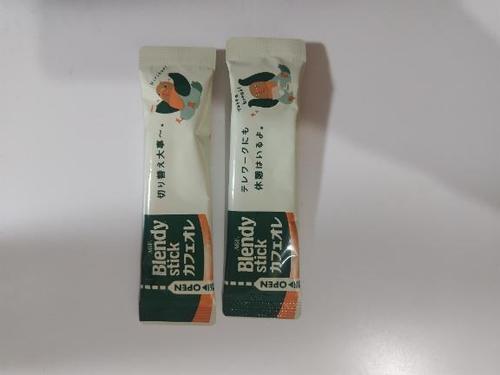 切り替え大事〜。
AGF
Blendy
stick
カフェオレ
OPEN
テレワークにも
休憩はいるよ。
AGF
Blendy
stick
カフェオレ
OPEN